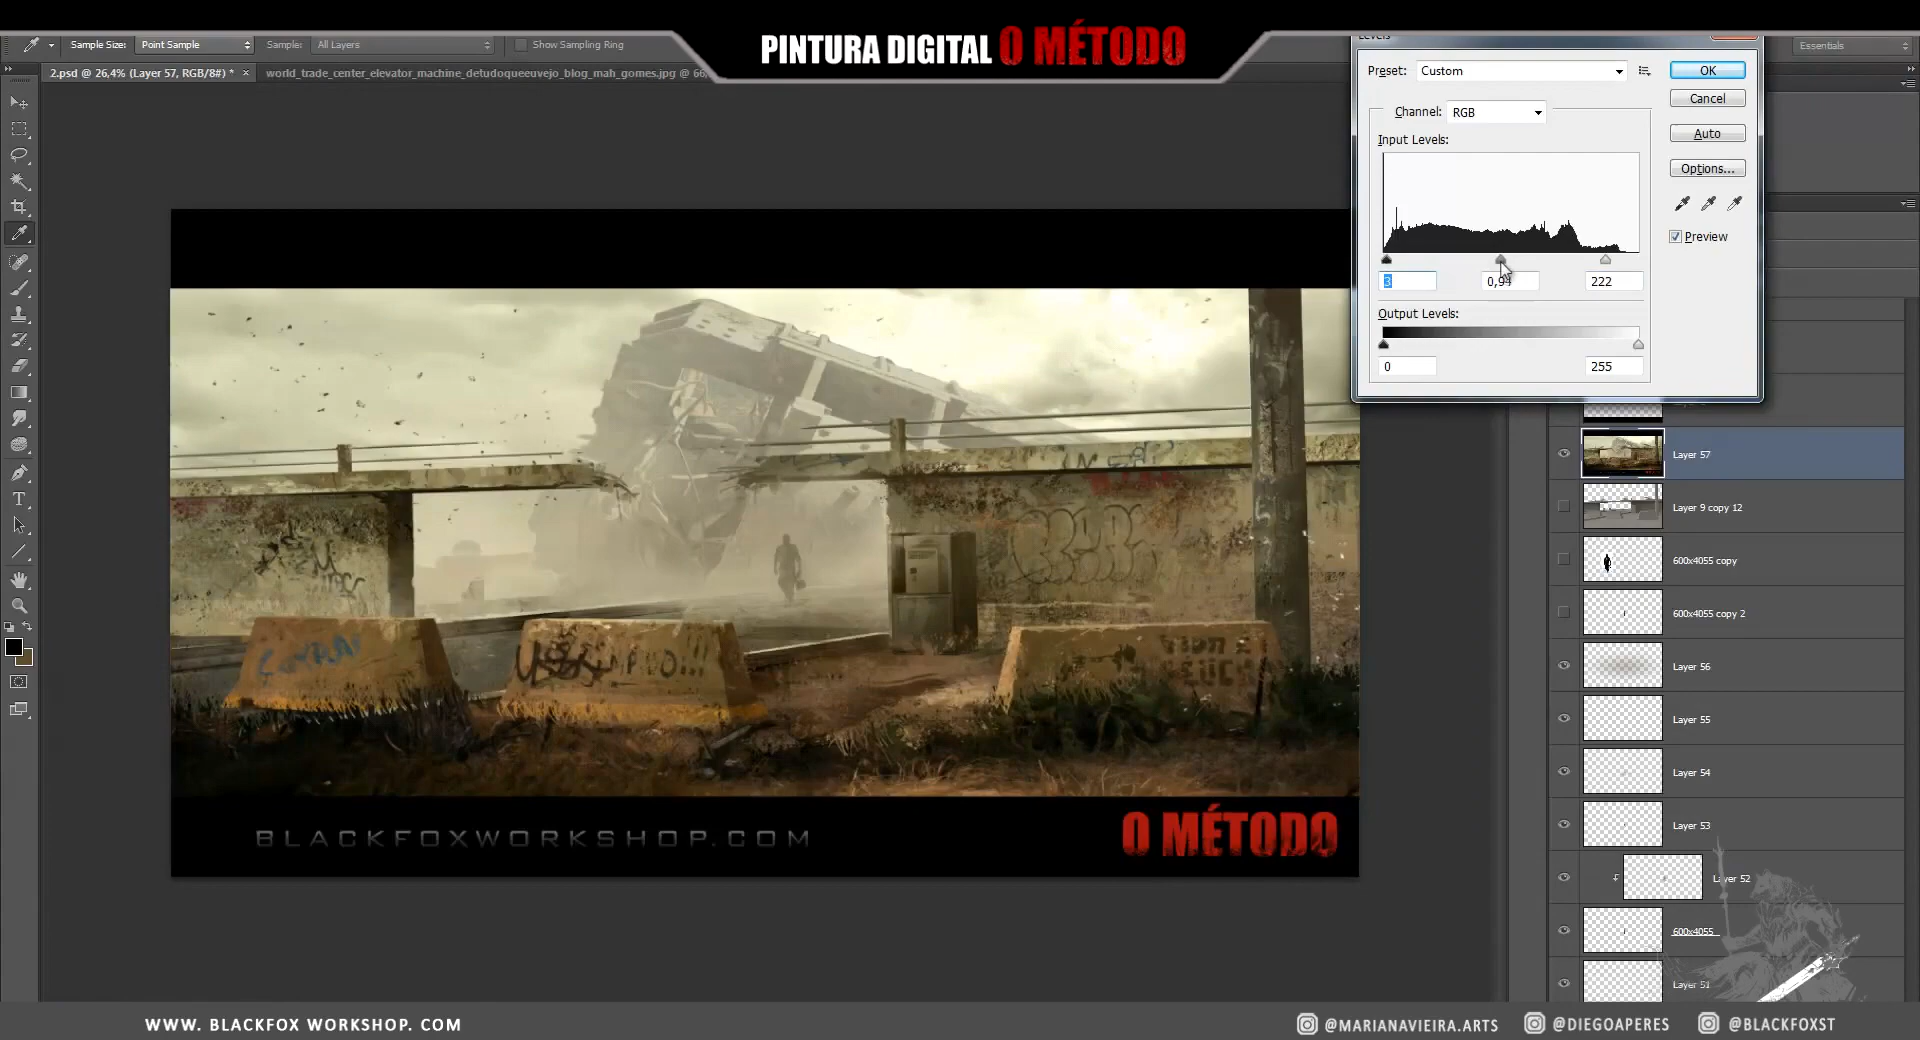 PINTURA DIGITAL O MÉTODO
Sample Size: Point Sample Sample: All Layers Show Sampling Ring
Essentials
2.psd @ 26,4% (Layer 57, RGB/8#) * ×
world_trade_center_elevator_machine_detudoqueeuvejo_blog_mah_gomes.jpg @ 66,
Levels
Preset: Custom
OK
Cancel
Channel: RGB
Auto
Input Levels:
Options...
Preview
3 0,94 222
Output Levels:
0 255
Layer 57
Layer 9 copy 12
600x4055 copy
600x4055 copy 2
Layer 56
Layer 55
Layer 54
Layer 53
Layer 52
600x4055
Layer 51
BLACKFOXWORKSHOP.COM
O MÉTODO
WWW. BLACKFOX WORKSHOP. COM
@MARIANAVIEIRA.ARTS
@DIEGOAPERES
@BLACKFOXST